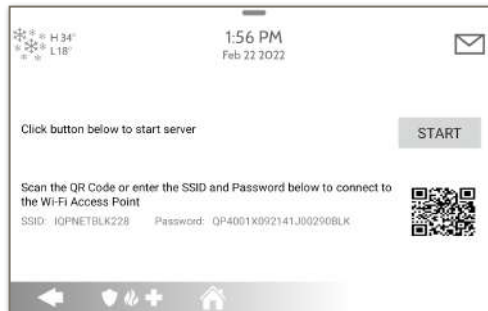 H 34°
L 18°
1:56 PM
Feb 22 2022
Click button below to start server
START
Scan the QR Code or enter the SSID and Password below to connect to
the Wi-Fi Access Point
SSID: IQPNETBLK228 Password: QP4001X092141J00290BLK